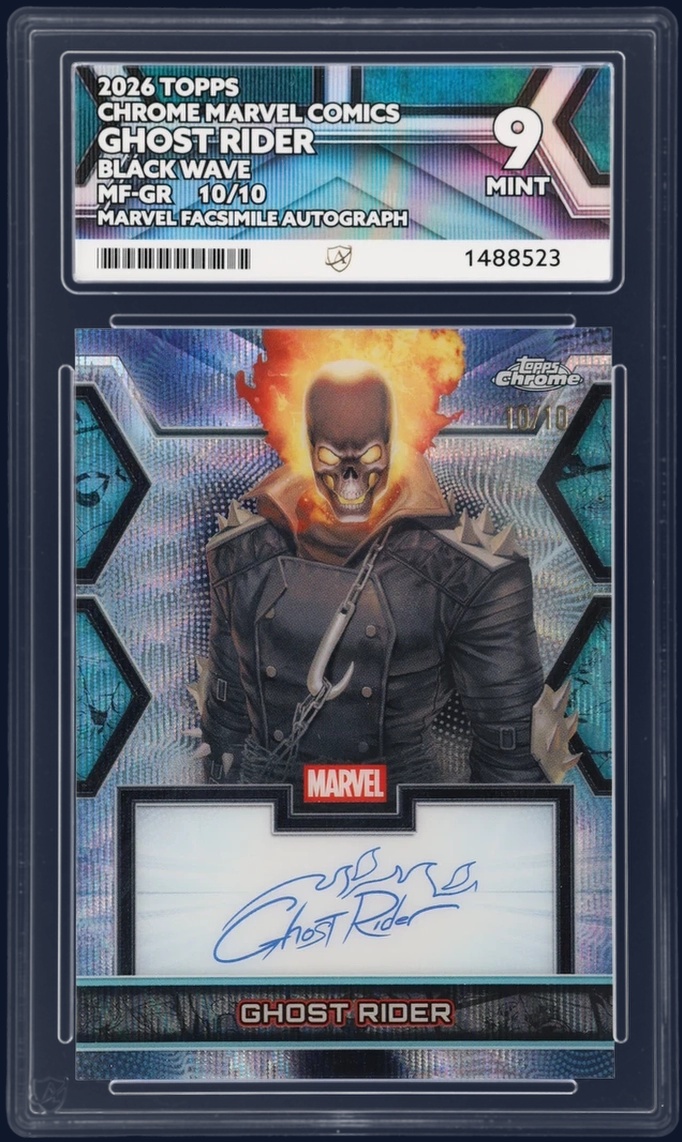 2026 TOPPS
CHROME MARVEL COMICS
GHOST RIDER
BLACK WAVE
MF-GR 10/10
MARVEL FACSIMILE AUTOGRAPH
9
MINT
1488523
topps
Chrome
10/10
MARVEL
Ghost Rider
GHOST RIDER